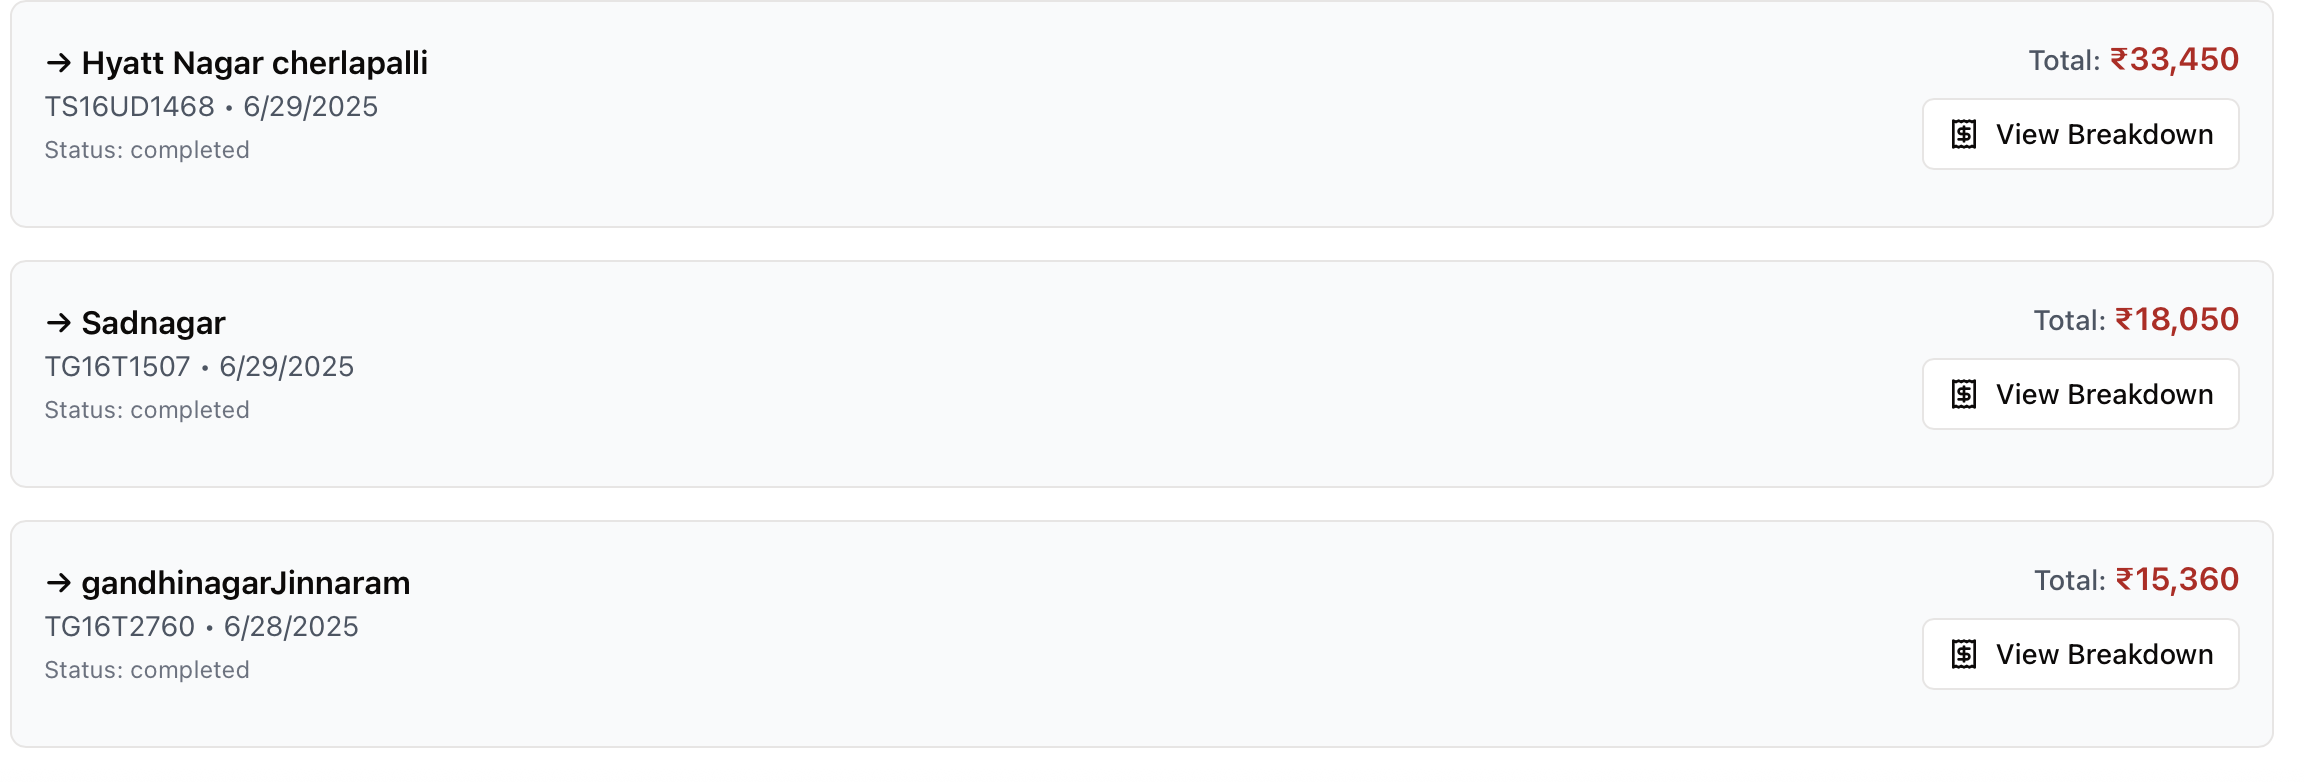 → Hyatt Nagar cherlapalli
Total: ₹33,450
TS16UD1468 • 6/29/2025
View Breakdown
Status: completed
→ Sadnagar
Total: ₹18,050
TG16T1507 • 6/29/2025
View Breakdown
Status: completed
→ gandhinagarJinnaram
Total: ₹15,360
TG16T2760 • 6/28/2025
View Breakdown
Status: completed